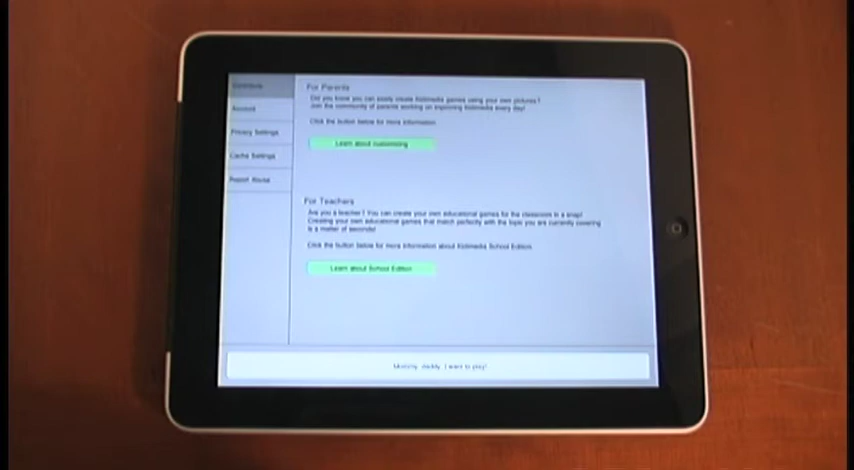 Customize
Account
Privacy Settings
Cache Settings
Report Abuse
For Parents
Did you know you can easily create kidimedia games using your own pictures?
Join the community of parents working on improving kidimedia every day!
Click the button below for more information.
Learn about customizing
For Teachers
Are you a teacher? You can create your own educational games for the classroom in a snap!
Creating your own educational games that match perfectly with the topic you are currently covering
is a matter of seconds!
Click the button below for more information about kidimedia School Edition.
Learn about School Edition
Mommy, daddy, I want to play!